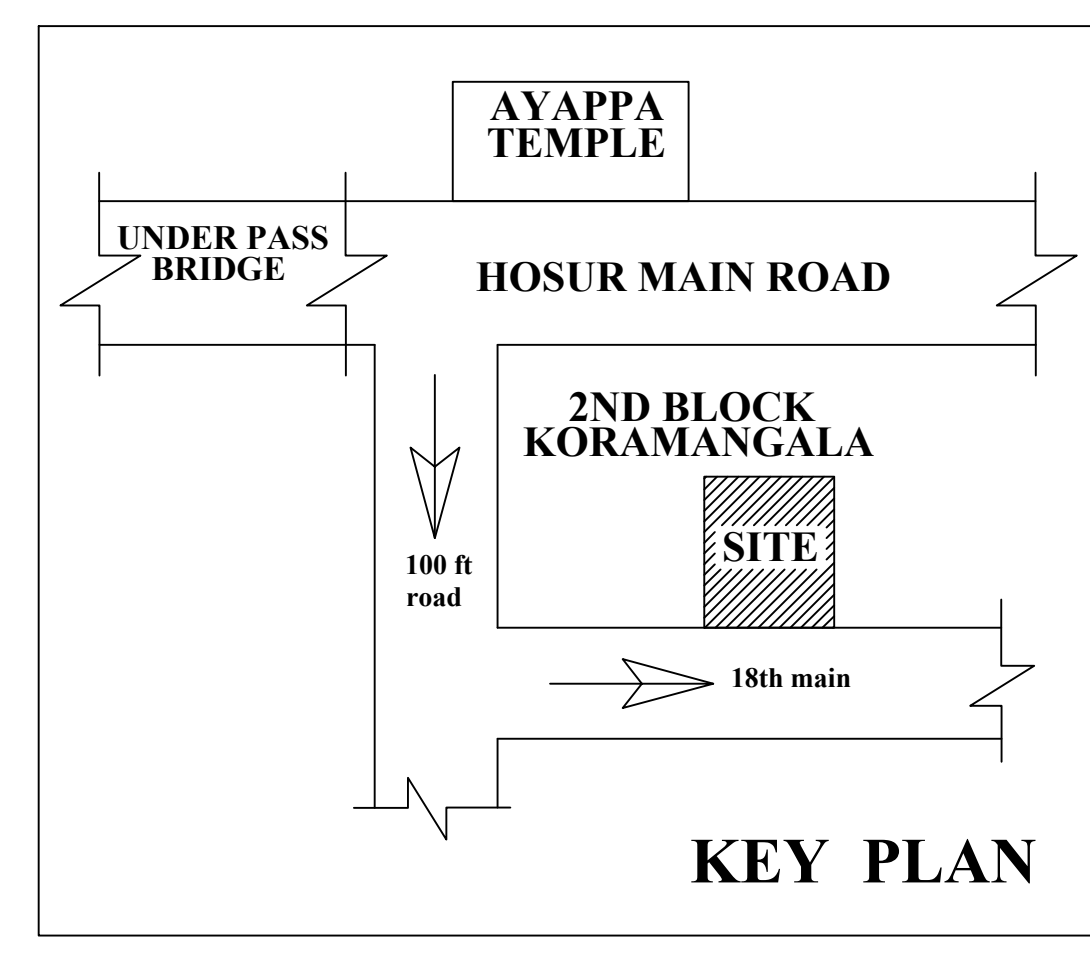 AYAPPA
TEMPLE
UNDER PASS
BRIDGE
HOSUR MAIN ROAD
2ND BLOCK
KORAMANGALA
SITE
100 ft
road
18th main
KEY PLAN